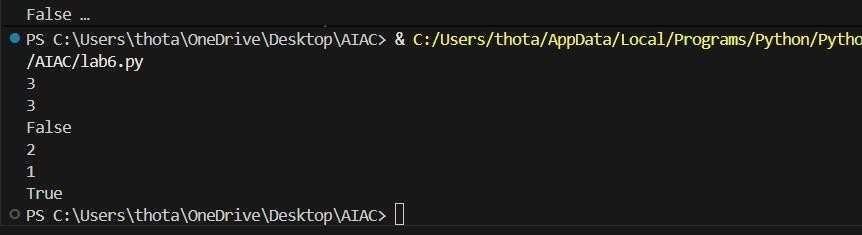 False …
PS C:\Users\thota\OneDrive\Desktop\AIAC> & C:/Users/thota/AppData/Local/Programs/Python/Pytho
/AIAC/lab6.py
3
3
False
2
1
True
PS C:\Users\thota\OneDrive\Desktop\AIAC>